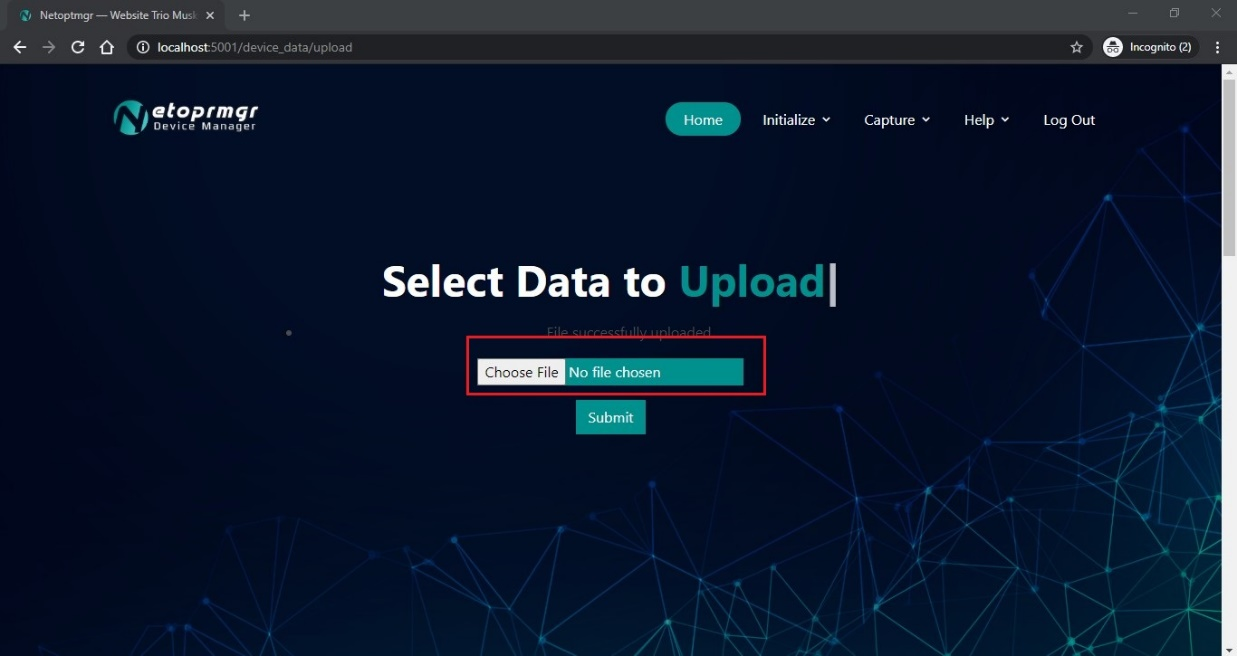 Netoptmgr — Website Trio Musk
localhost:5001/device_data/upload
Incognito (2)
Netoprmgr
Device Manager
Home
Initialize
Capture
Help
Log Out
Select Data to Upload|
File successfully uploaded
Choose File No file chosen
Submit